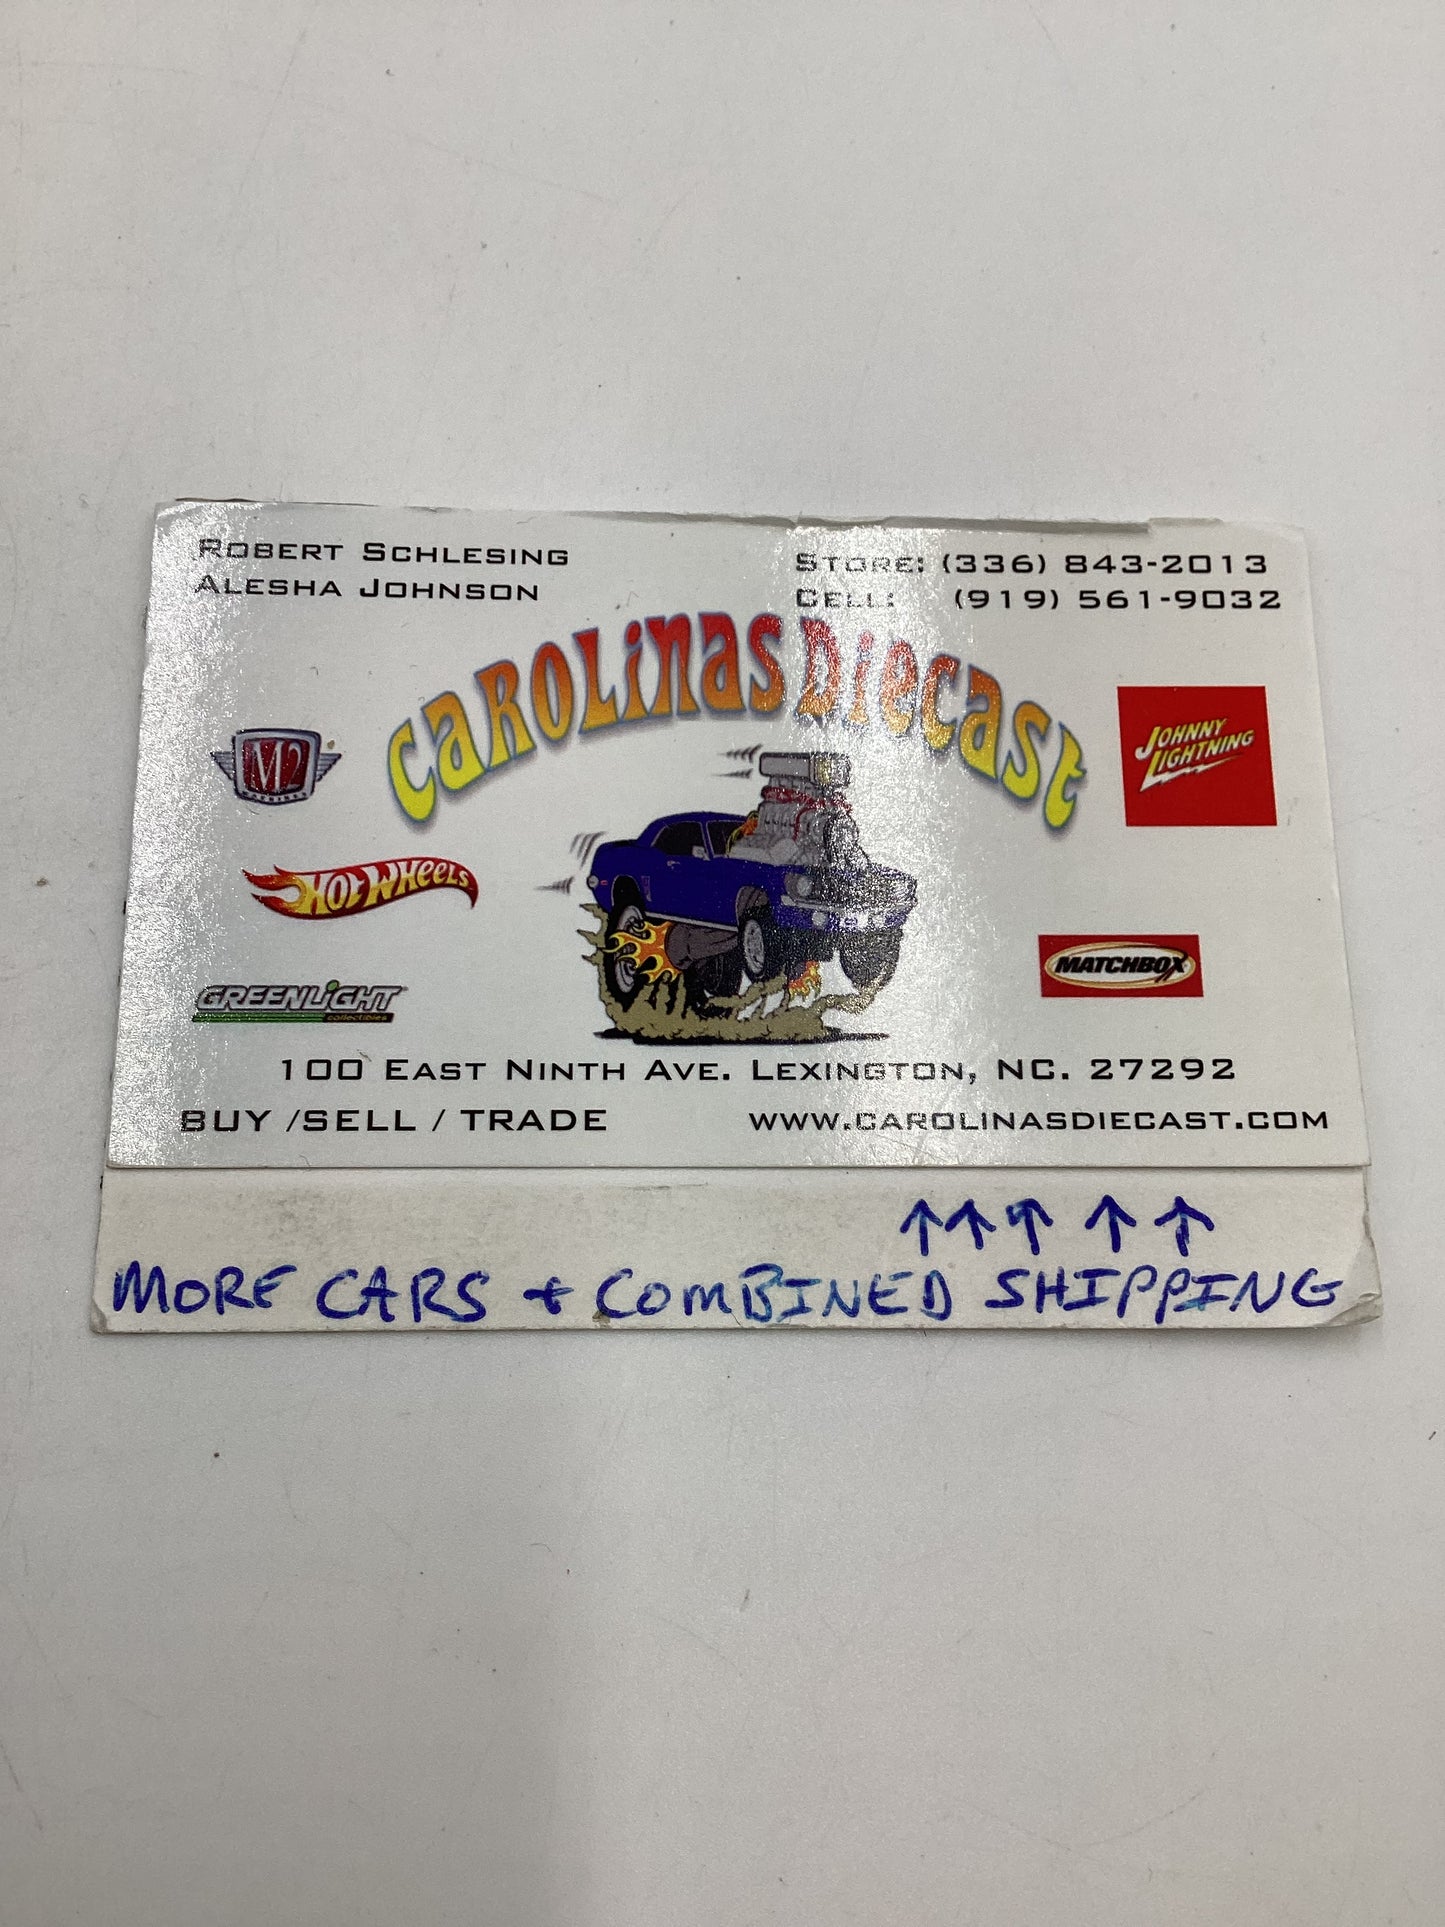 ROBERT SCHLESING
ALESHA JOHNSON
STORE: (336) 843-2013
CELL: (919) 561-9032
CAROLINAS DIECAST
M2
MACHINES
JOHNNY
LIGHTNING
HOT WHEELS
MATCHBOX
GREENLIGHT
collectibles
100 EAST NINTH AVE. LEXINGTON, NC. 27292
BUY /SELL / TRADE
WWW.CAROLINASDIECAST.COM
↑ ↑ ↑ ↑ ↑
MORE CARS + COMBINED SHIPPING